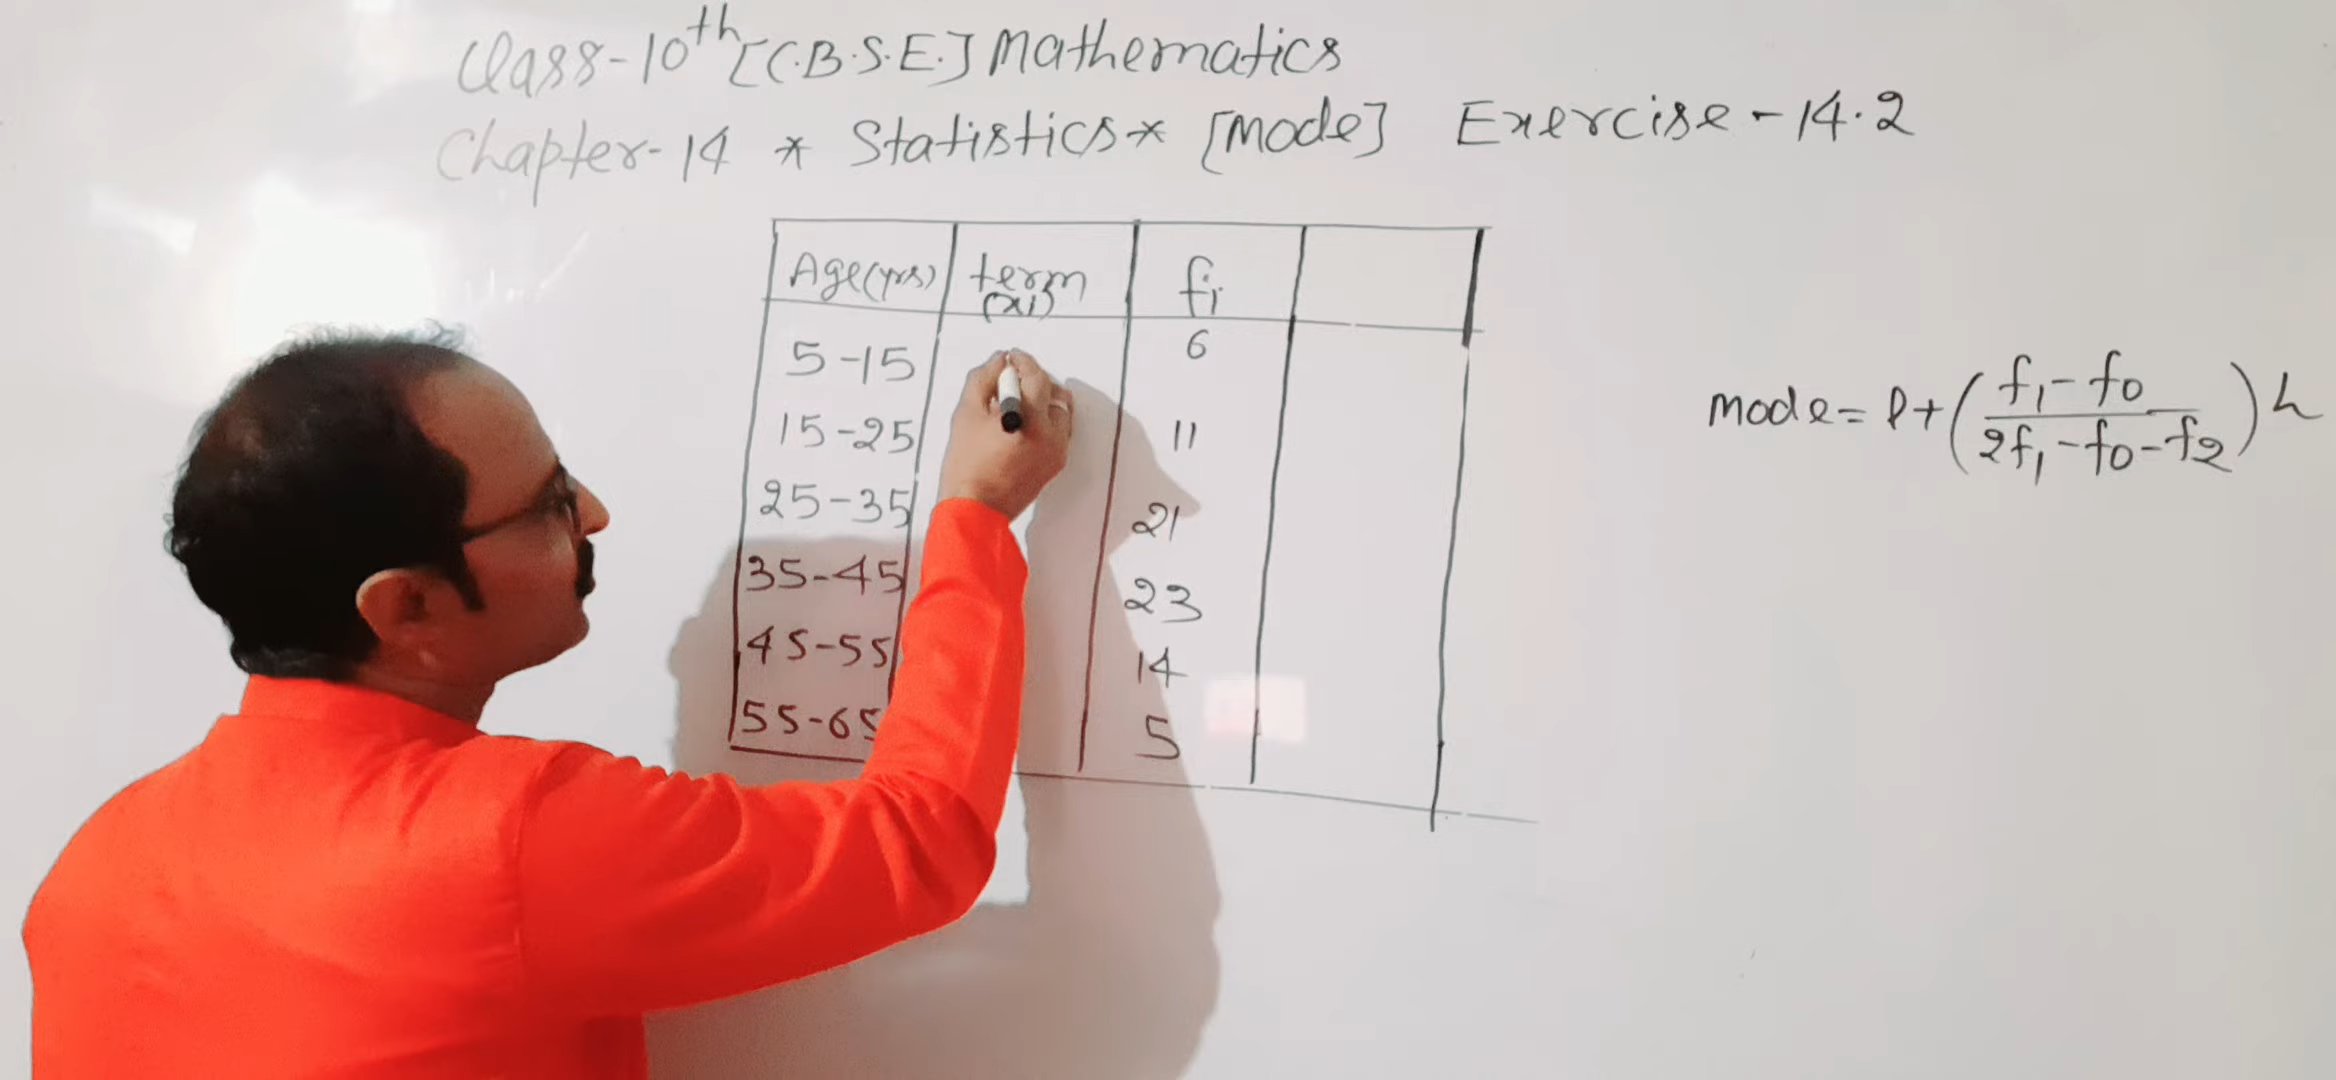 Class-10th [C.B.S.E.] Mathematics
Chapter-14 * Statistics * [Mode] Exercise-14.2
Age(yrs) term (xi) fi
5-15 6
15-25 11
25-35 21
35-45 23
45-55 14
55-65 5
mode = l + (f1 - f0 / 2f1 - f0 - f2) h